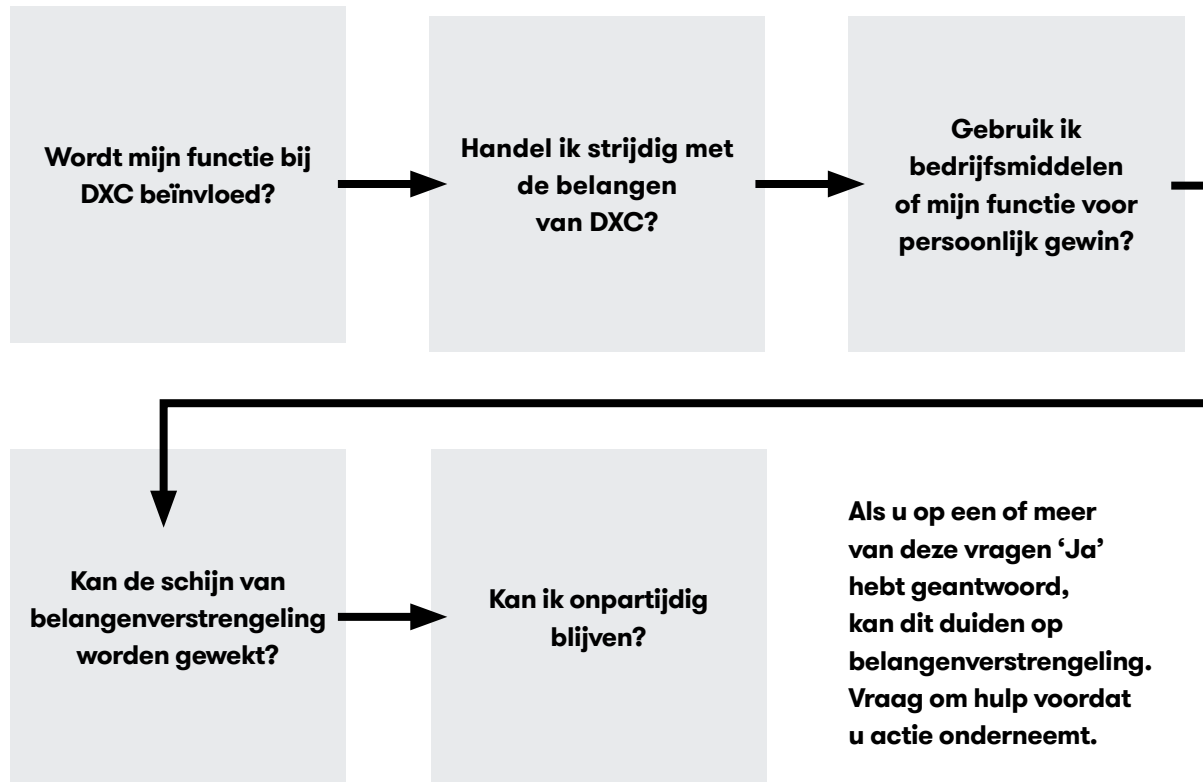 Wordt mijn functie bij
DXC beïnvloed?
Handel ik strijdig met
de belangen
van DXC?
Gebruik ik
bedrijfsmiddelen
of mijn functie voor
persoonlijk gewin?
Kan de schijn van
belangenverstrengeling
worden gewekt?
Kan ik onpartijdig
blijven?
Als u op een of meer
van deze vragen ‘Ja’
hebt geantwoord,
kan dit duiden op
belangenverstrengeling.
Vraag om hulp voordat
u actie onderneemt.